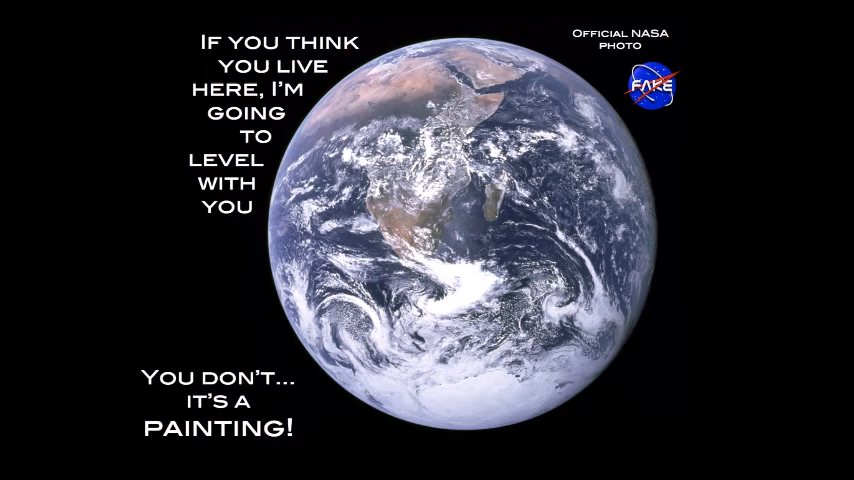 If you think
you live
here, I'm
going
to
level
with
you
Official NASA
photo
FAKE
You don't...
it's a
painting!